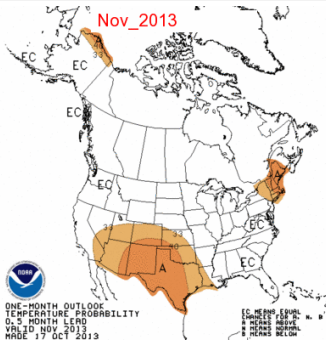 Nov_2013
A
33
EC
EC
EC
EC
A
EC
33
33
40
A
EC
NOAA
ONE-MONTH OUTLOOK
TEMPERATURE PROBABILITY
0.5 MONTH LEAD
VALID NOV 2013
MADE 17 OCT 2013
EC MEANS EQUAL
CHANCES FOR A, N, B
A MEANS ABOVE
N MEANS NORMAL
B MEANS BELOW